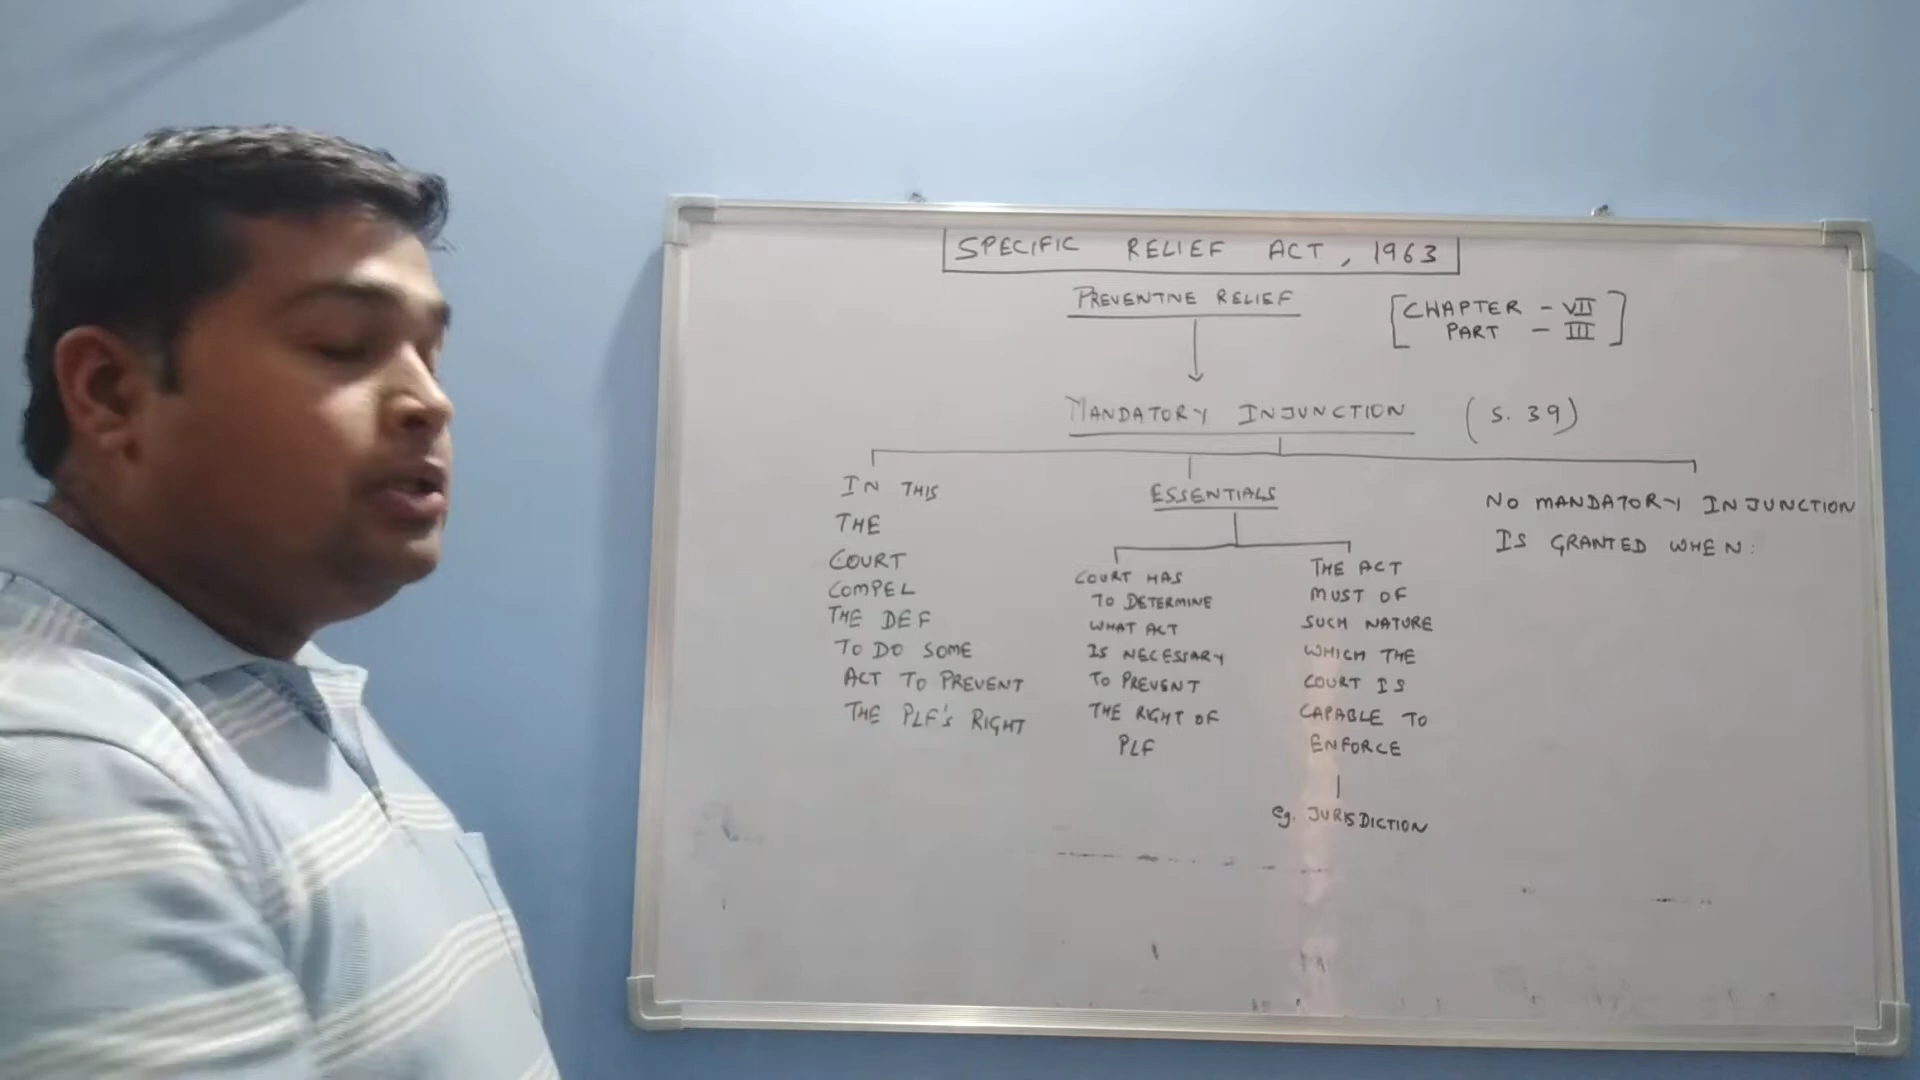 SPECIFIC RELIEF ACT, 1963
PREVENTIVE RELIEF
[CHAPTER - VII
PART - III]
MANDATORY INJUNCTION (S. 39)
IN THIS
THE
COURT
COMPEL
THE DEF
TO DO SOME
ACT TO PREVENT
THE PLF's RIGHT
ESSENTIALS
COURT HAS
TO DETERMINE
WHAT ACT
IS NECESSARY
TO PREVENT
THE RIGHT OF
PLF
THE ACT
MUST OF
SUCH NATURE
WHICH THE
COURT IS
CAPABLE TO
ENFORCE
eg. JURISDICTION
NO MANDATORY INJUNCTION
IS GRANTED WHEN: